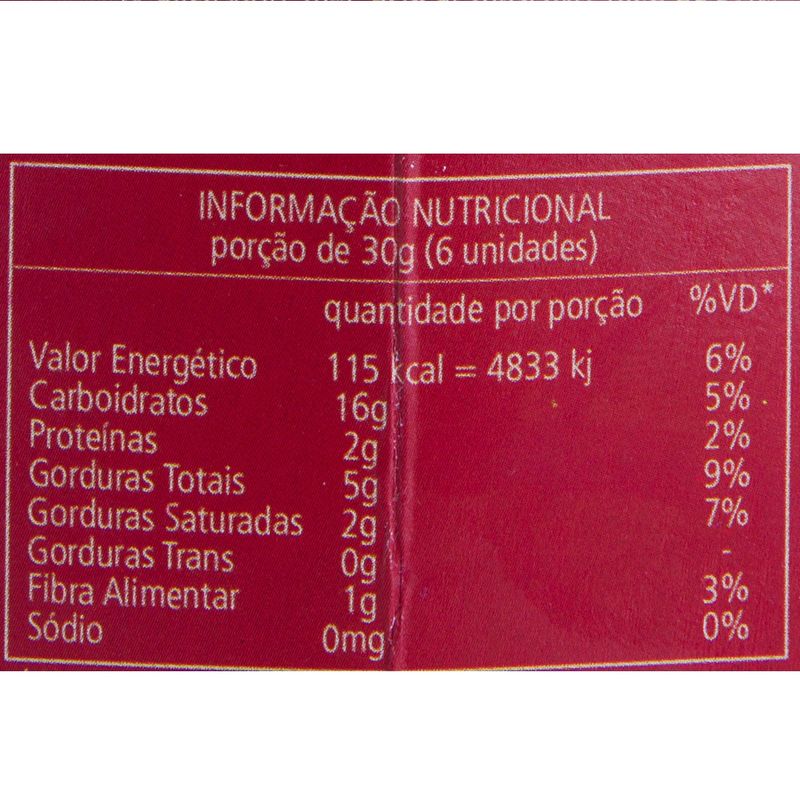 INFORMAÇÃO NUTRICIONAL
porção de 30g (6 unidades)
quantidade por porção %VD*
Valor Energético 115 kcal = 4833 kj 6%
Carboidratos 16g 5%
Proteínas 2g 2%
Gorduras Totais 5g 9%
Gorduras Saturadas 2g 7%
Gorduras Trans 0g -
Fibra Alimentar 1g 3%
Sódio 0mg 0%